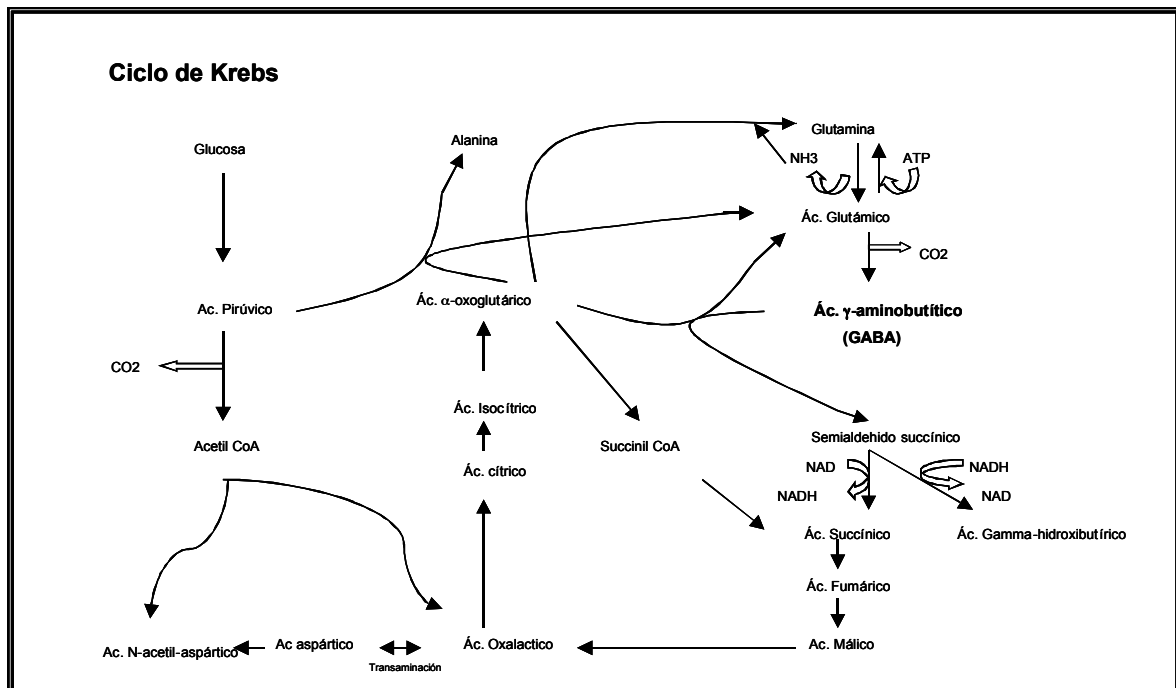 Ciclo de Krebs
Glucosa
Alanina
Glutamina
NH3
ATP
Ác. Glutámico
CO2
Ac. Pirúvico
Ác. α-oxoglutárico
Ác. γ-aminobutítico
(GABA)
CO2
Ác. Isocítrico
Acetil CoA
Succinil CoA
Semialdehido succínico
Ác. cítrico
NAD
NADH
NADH
NAD
Ác. Succínico
Ác. Gamma-hidroxibutírico
Ác. Fumárico
Ac. N-acetil-aspártico
Ac aspártico
Transaminación
Ác. Oxalactico
Ac. Málico